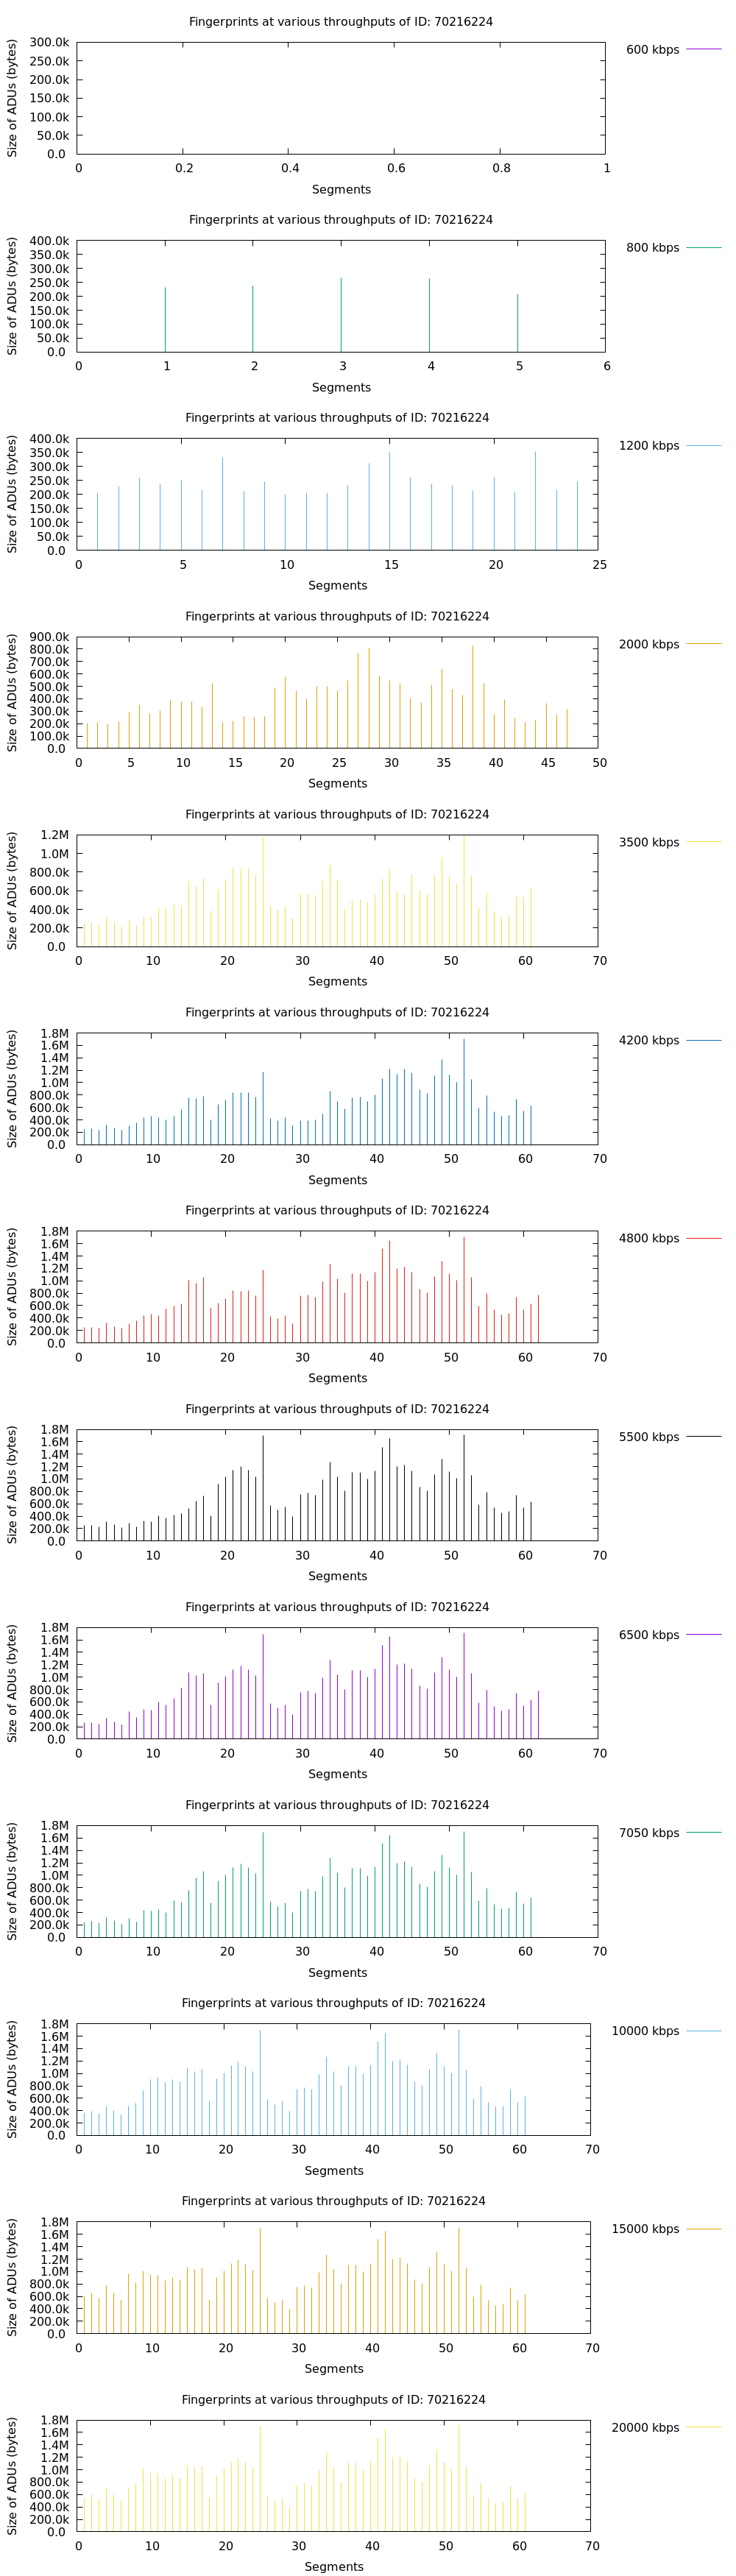 Fingerprints at various throughputs of ID: 70216224
600 kbps
Size of ADUs (bytes)
300.0k
250.0k
200.0k
150.0k
100.0k
50.0k
0.0
0 0.2 0.4 0.6 0.8 1
Segments
Fingerprints at various throughputs of ID: 70216224
800 kbps
Size of ADUs (bytes)
400.0k
350.0k
300.0k
250.0k
200.0k
150.0k
100.0k
50.0k
0.0
0 1 2 3 4 5 6
Segments
Fingerprints at various throughputs of ID: 70216224
1200 kbps
Size of ADUs (bytes)
400.0k
350.0k
300.0k
250.0k
200.0k
150.0k
100.0k
50.0k
0.0
0 5 10 15 20 25
Segments
Fingerprints at various throughputs of ID: 70216224
2000 kbps
Size of ADUs (bytes)
900.0k
800.0k
700.0k
600.0k
500.0k
400.0k
300.0k
200.0k
100.0k
0.0
0 5 10 15 20 25 30 35 40 45 50
Segments
Fingerprints at various throughputs of ID: 70216224
3500 kbps
Size of ADUs (bytes)
1.2M
1.0M
800.0k
600.0k
400.0k
200.0k
0.0
0 10 20 30 40 50 60 70
Segments
Fingerprints at various throughputs of ID: 70216224
4200 kbps
Size of ADUs (bytes)
1.8M
1.6M
1.4M
1.2M
1.0M
800.0k
600.0k
400.0k
200.0k
0.0
0 10 20 30 40 50 60 70
Segments
Fingerprints at various throughputs of ID: 70216224
4800 kbps
Size of ADUs (bytes)
1.8M
1.6M
1.4M
1.2M
1.0M
800.0k
600.0k
400.0k
200.0k
0.0
0 10 20 30 40 50 60 70
Segments
Fingerprints at various throughputs of ID: 70216224
5500 kbps
Size of ADUs (bytes)
1.8M
1.6M
1.4M
1.2M
1.0M
800.0k
600.0k
400.0k
200.0k
0.0
0 10 20 30 40 50 60 70
Segments
Fingerprints at various throughputs of ID: 70216224
6500 kbps
Size of ADUs (bytes)
1.8M
1.6M
1.4M
1.2M
1.0M
800.0k
600.0k
400.0k
200.0k
0.0
0 10 20 30 40 50 60 70
Segments
Fingerprints at various throughputs of ID: 70216224
7050 kbps
Size of ADUs (bytes)
1.8M
1.6M
1.4M
1.2M
1.0M
800.0k
600.0k
400.0k
200.0k
0.0
0 10 20 30 40 50 60 70
Segments
Fingerprints at various throughputs of ID: 70216224
10000 kbps
Size of ADUs (bytes)
1.8M
1.6M
1.4M
1.2M
1.0M
800.0k
600.0k
400.0k
200.0k
0.0
0 10 20 30 40 50 60 70
Segments
Fingerprints at various throughputs of ID: 70216224
15000 kbps
Size of ADUs (bytes)
1.8M
1.6M
1.4M
1.2M
1.0M
800.0k
600.0k
400.0k
200.0k
0.0
0 10 20 30 40 50 60 70
Segments
Fingerprints at various throughputs of ID: 70216224
20000 kbps
Size of ADUs (bytes)
1.8M
1.6M
1.4M
1.2M
1.0M
800.0k
600.0k
400.0k
200.0k
0.0
0 10 20 30 40 50 60 70
Segments